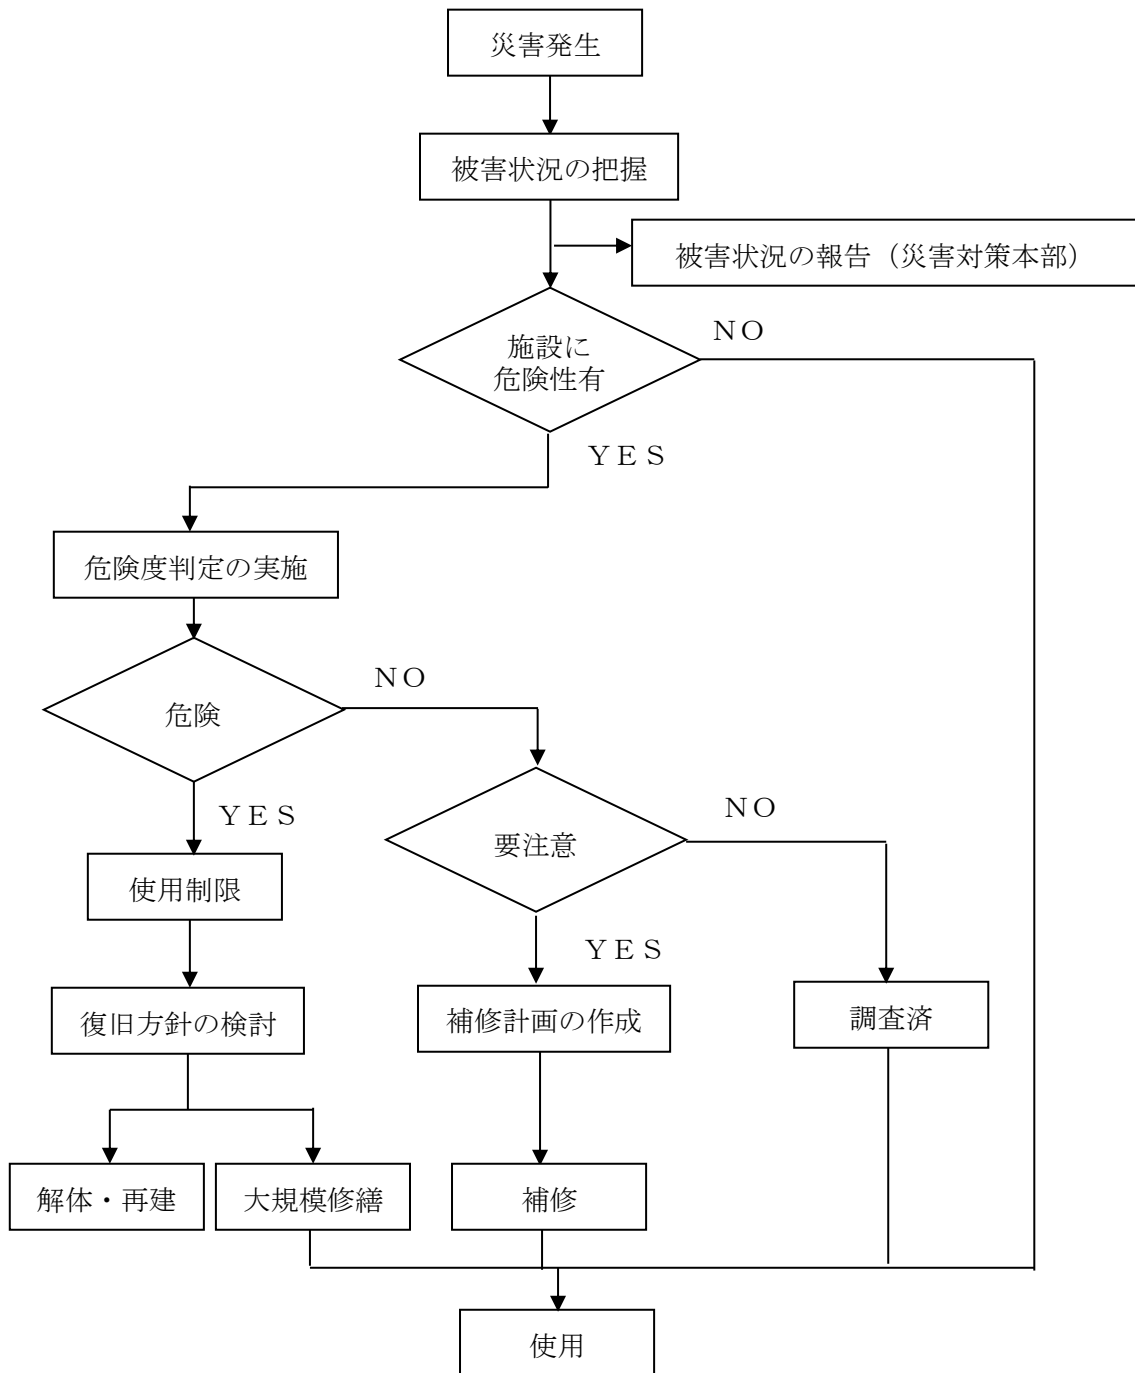 災害発生
被害状況の把握
被害状況の報告（災害対策本部）
施設に
危険性有
ＮＯ
ＹＥＳ
危険度判定の実施
危険
ＮＯ
ＹＥＳ
要注意
ＮＯ
使用制限
ＹＥＳ
復旧方針の検討
補修計画の作成
調査済
解体・再建
大規模修繕
補修
使用